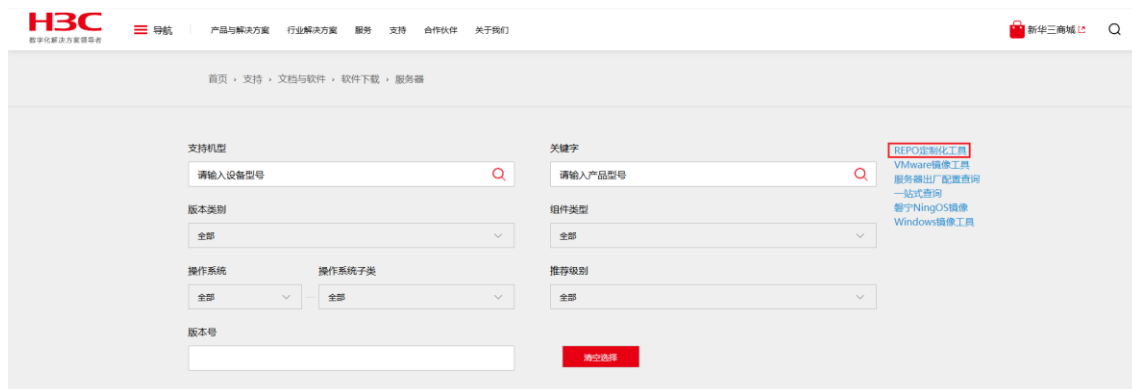 H3C
数字化解决方案领导者
导航 产品与解决方案 行业解决方案 服务 支持 合作伙伴 关于我们 新华三商城
首页 › 支持 › 文档与软件 › 软件下载 › 服务器
支持机型 关键字
请输入设备型号 请输入产品型号
REPO定制化工具
VMware镜像工具
服务器出厂配置查询
一站式查询
磐宁NingOS镜像
Windows镜像工具
版本类别 组件类型
全部 全部
操作系统 操作系统子类 推荐级别
全部 全部 全部
版本号
清空选择